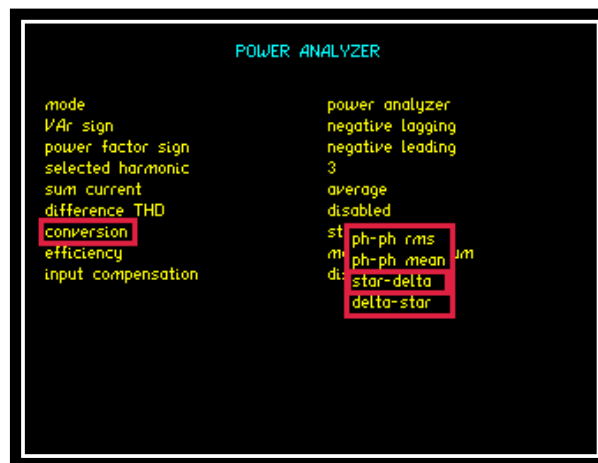 POWER ANALYZER
mode power analyzer
VAr sign negative lagging
power factor sign negative leading
selected harmonic 3
sum current average
difference THD disabled
conversion st
ph-ph rms
efficiency
ph-ph mean
input compensation
star-delta
delta-star